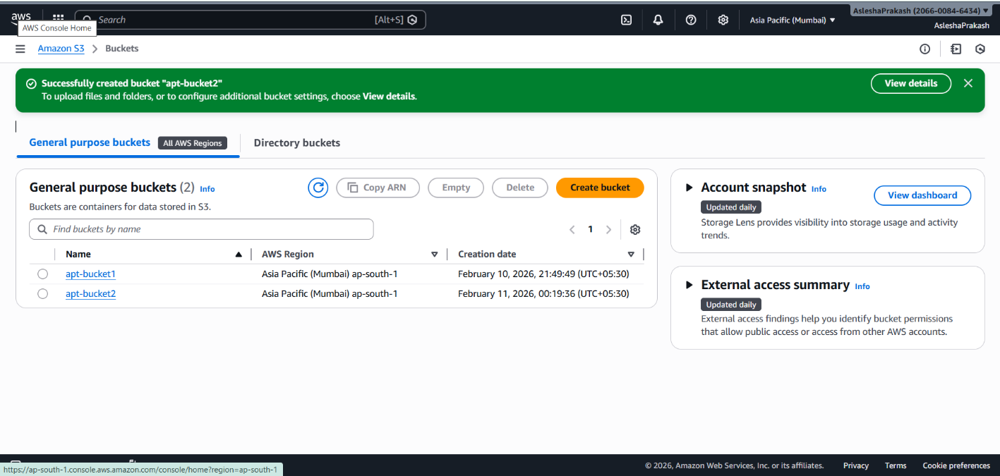 aws
Search
[Alt+S]
Asia Pacific (Mumbai)
AsleshaPrakash (2066-0084-6434)
AsleshaPrakash
AWS Console Home
Amazon S3
Buckets
Successfully created bucket "apt-bucket2"
To upload files and folders, or to configure additional bucket settings, choose View details.
View details
General purpose buckets
All AWS Regions
Directory buckets
General purpose buckets (2) Info
Copy ARN
Empty
Delete
Create bucket
Buckets are containers for data stored in S3.
Find buckets by name
1
Name
AWS Region
Creation date
apt-bucket1
Asia Pacific (Mumbai) ap-south-1
February 10, 2026, 21:49:49 (UTC+05:30)
apt-bucket2
Asia Pacific (Mumbai) ap-south-1
February 11, 2026, 00:19:36 (UTC+05:30)
Account snapshot Info
Updated daily
View dashboard
Storage Lens provides visibility into storage usage and activity
trends.
External access summary Info
Updated daily
External access findings help you identify bucket permissions
that allow public access or access from other AWS accounts.
https://ap-south-1.console.aws.amazon.com/console/home?region=ap-south-1
© 2026, Amazon Web Services, Inc. or its affiliates.
Privacy
Terms
Cookie preferences